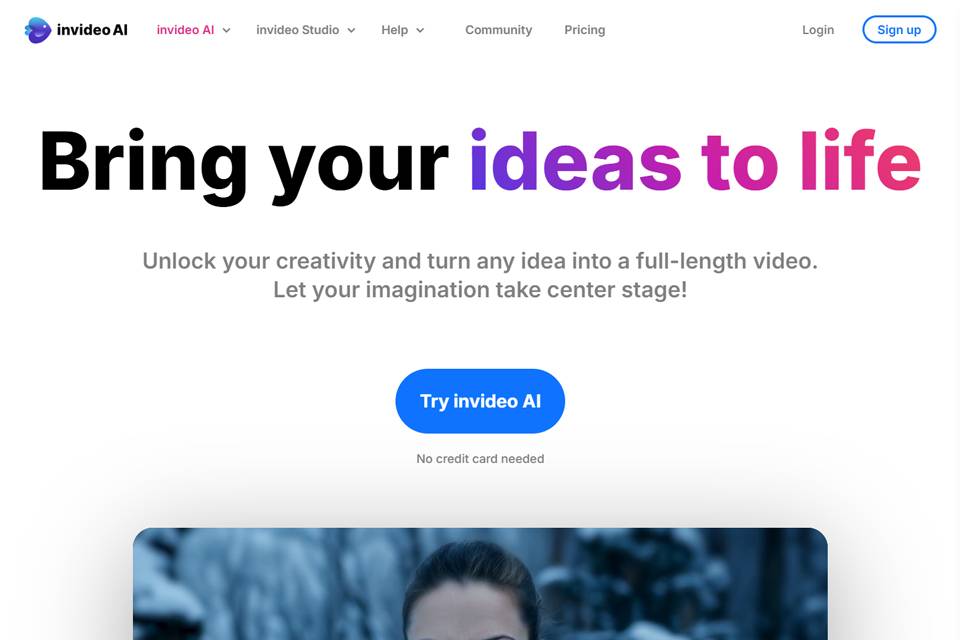 invideo AI
invideo AI
invideo Studio
Help
Community
Pricing
Login
Sign up
Bring your ideas to life
Unlock your creativity and turn any idea into a full-length video.
Let your imagination take center stage!
Try invideo AI
No credit card needed